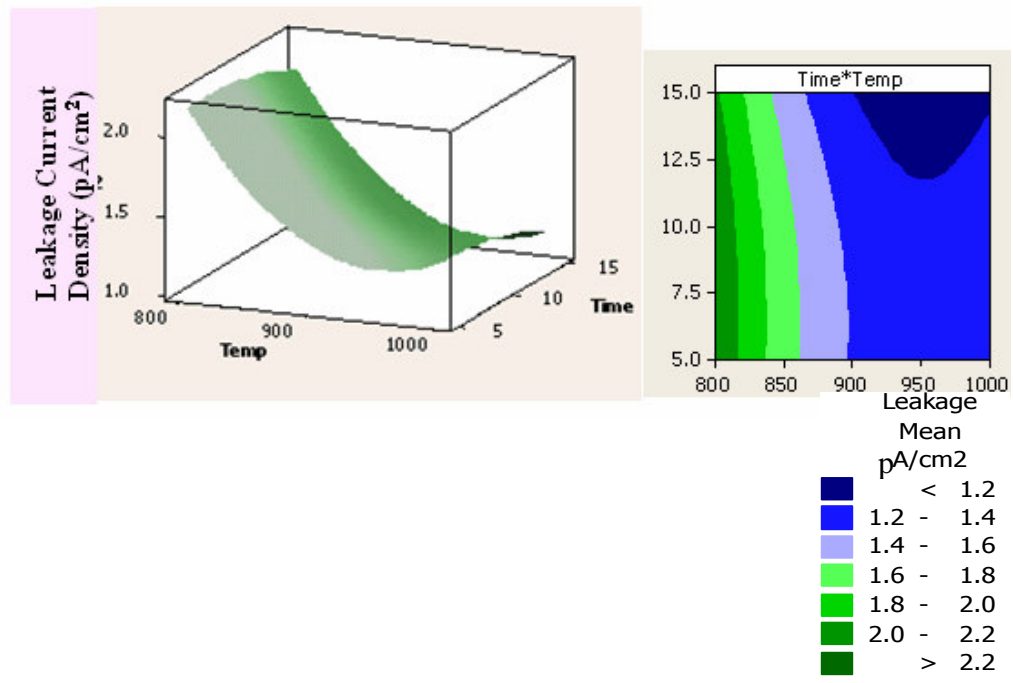 Leakage Current
Density (pA/cm²)
2.0
1.5
1.0
800
900
1000
Temp
5
10
15
Time
Time*Temp
15.0
12.5
10.0
7.5
5.0
800 850 900 950 1000
Leakage
Mean
pA/cm2
< 1.2
1.2 - 1.4
1.4 - 1.6
1.6 - 1.8
1.8 - 2.0
2.0 - 2.2
> 2.2